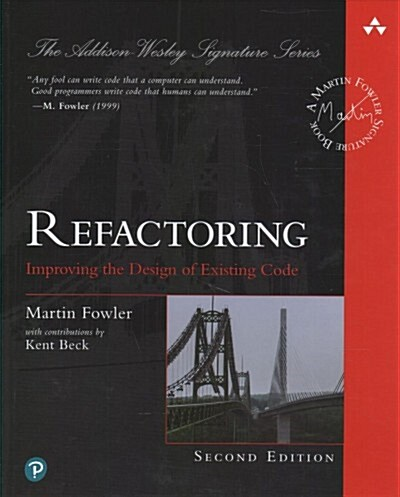 The Addison-Wesley Signature Series
"Any fool can write code that a computer can understand.
Good programmers write code that humans can understand."
—M. Fowler (1999)
A MARTIN FOWLER SIGNATURE BOOK
Martin
REFACTORING
Improving the Design of Existing Code
Martin Fowler
with contributions by
Kent Beck
SECOND EDITION
P